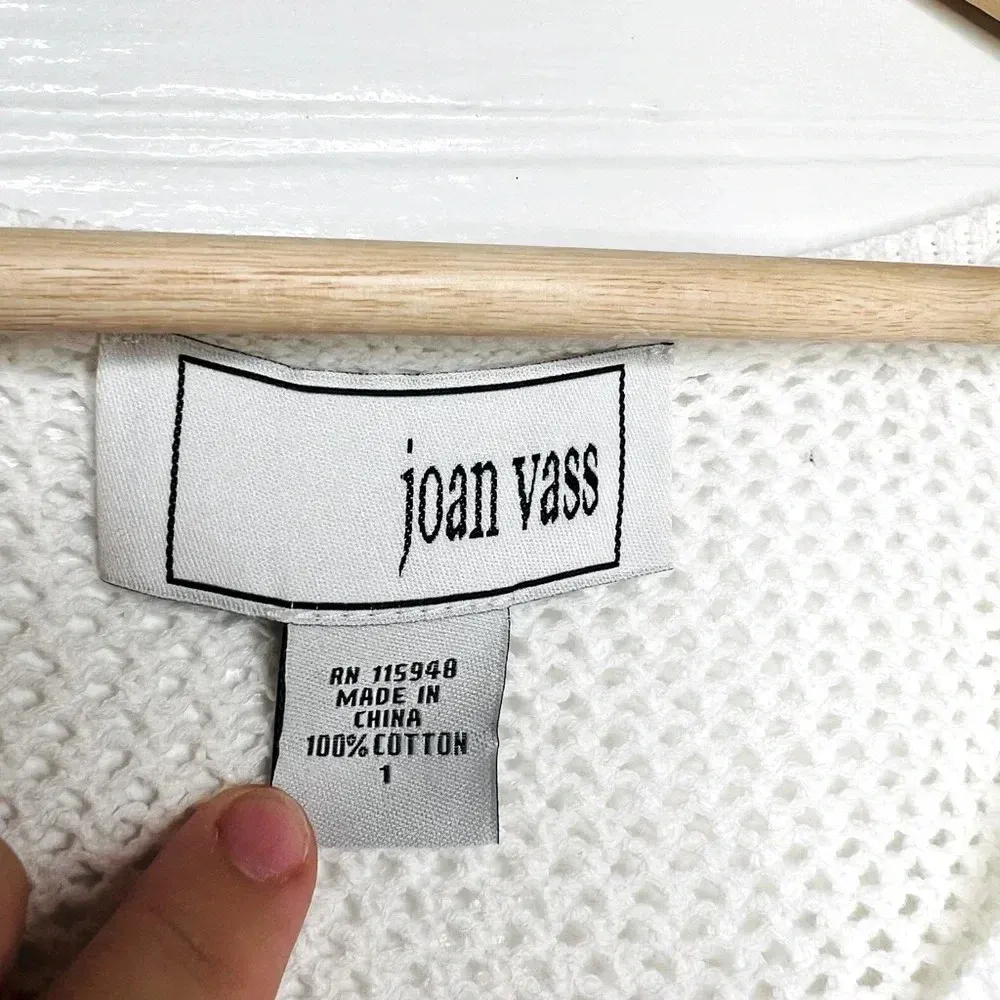 joan vass
RN 115948
MADE IN
CHINA
100% COTTON
1